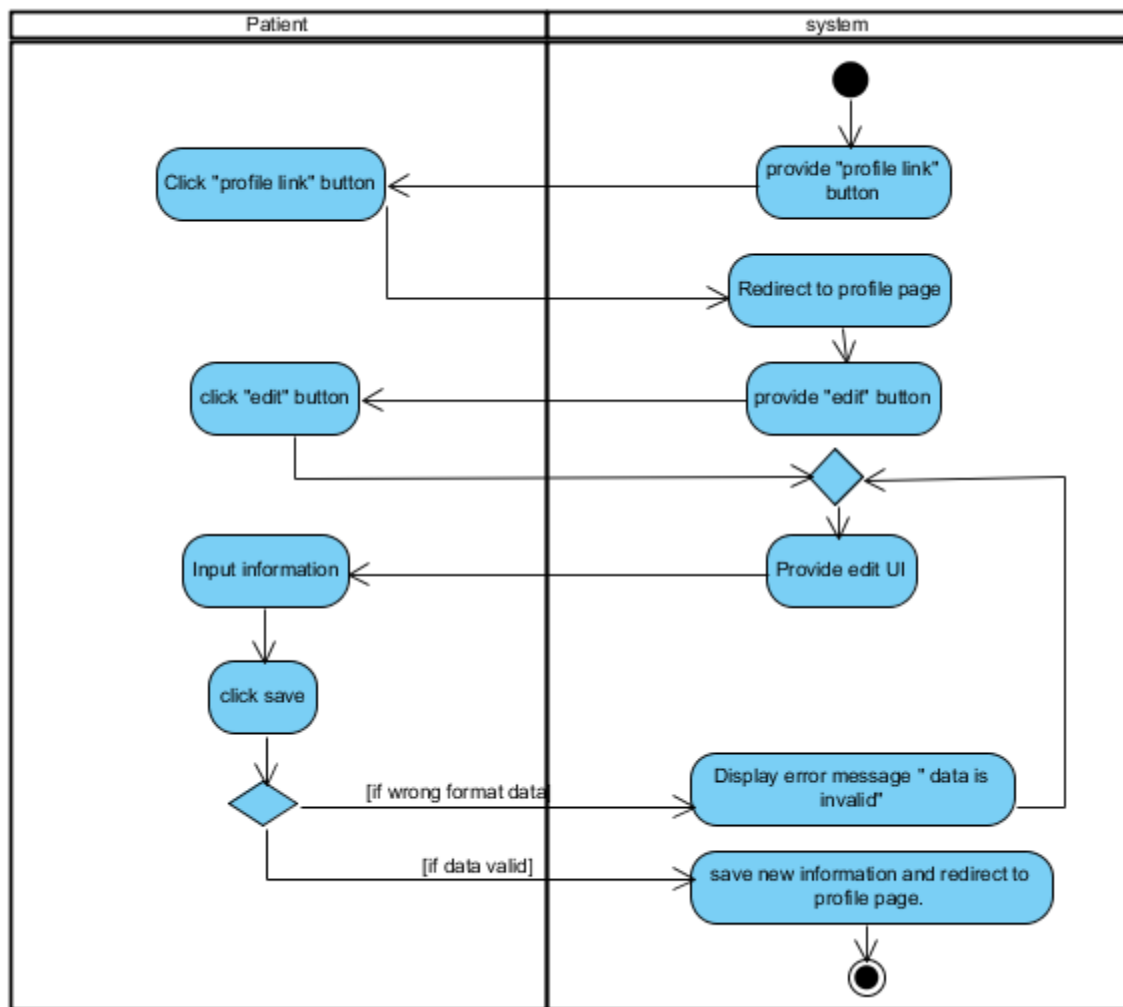 Patient
system
provide "profile link"
button
Click "profile link" button
Redirect to profile page
provide "edit" button
click "edit" button
Provide edit UI
Input information
click save
[if wrong format data]
Display error message " data is
invalid"
[if data valid]
save new information and redirect to
profile page.